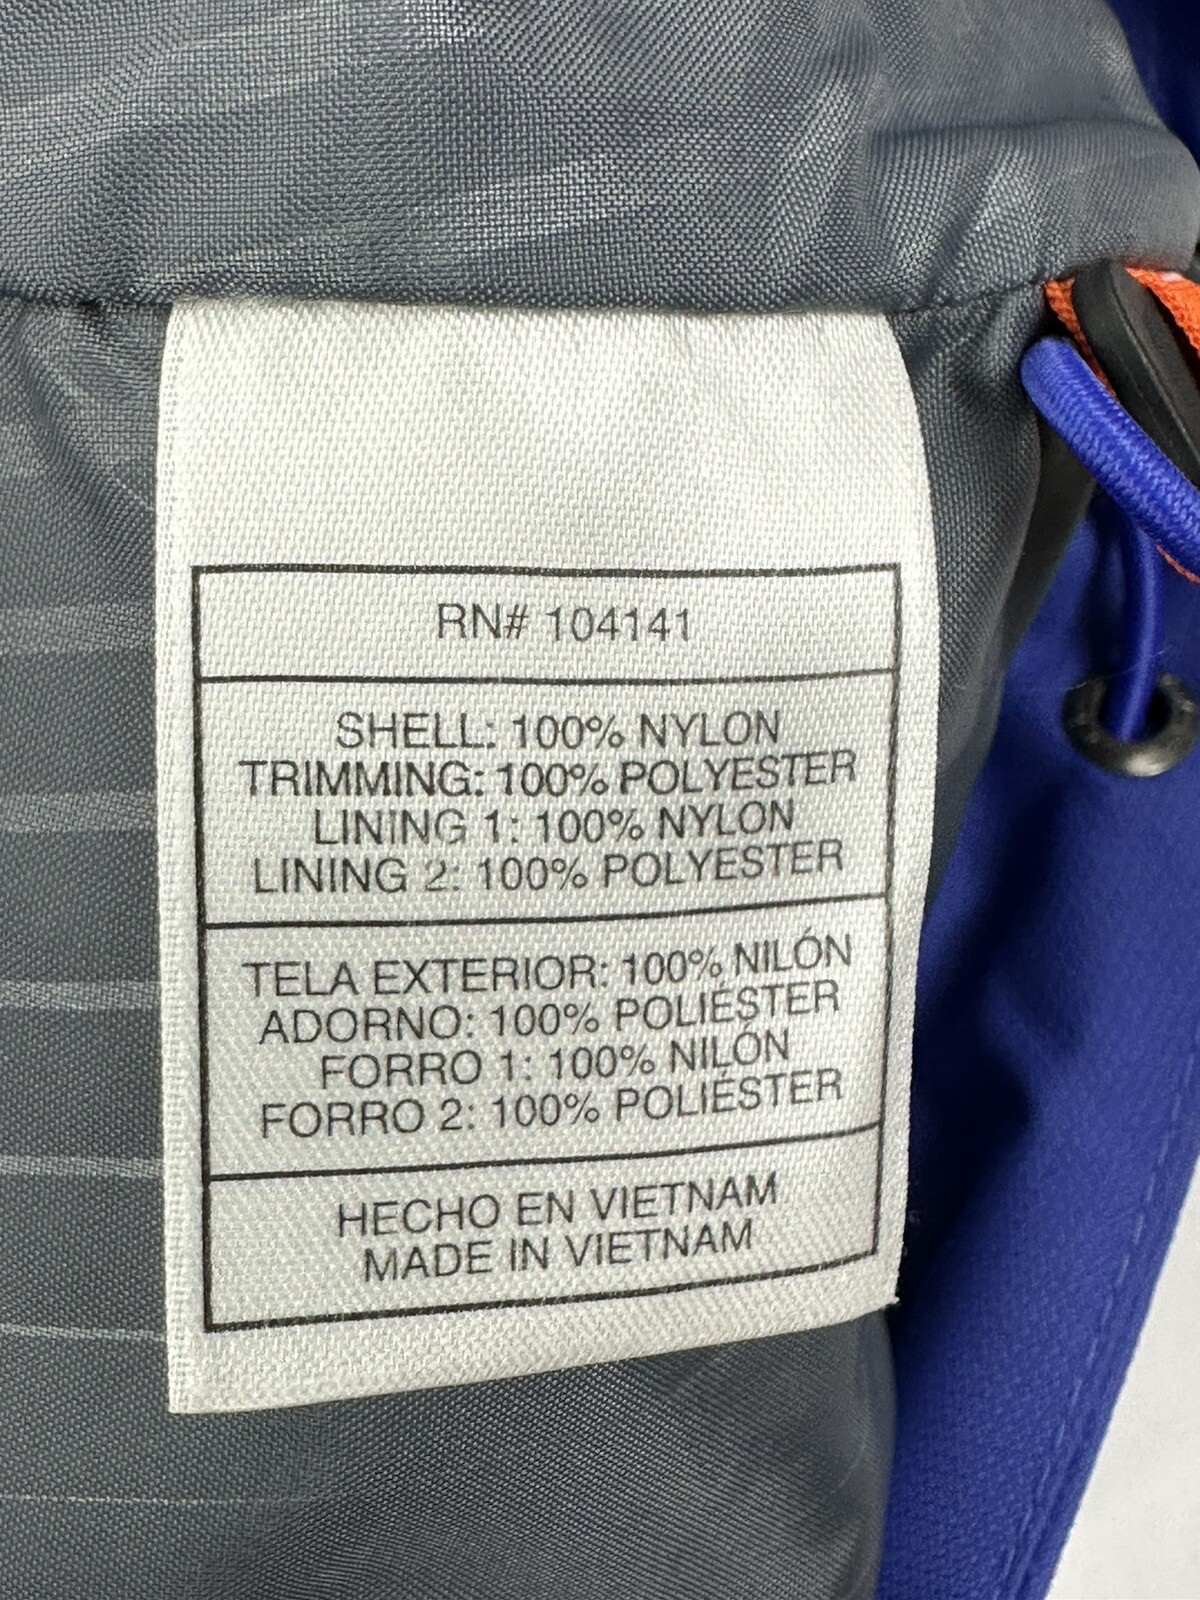 RN# 104141
SHELL: 100% NYLON
TRIMMING: 100% POLYESTER
LINING 1: 100% NYLON
LINING 2: 100% POLYESTER
TELA EXTERIOR: 100% NILÓN
ADORNO: 100% POLIÉSTER
FORRO 1: 100% NILÓN
FORRO 2: 100% POLIÉSTER
HECHO EN VIETNAM
MADE IN VIETNAM